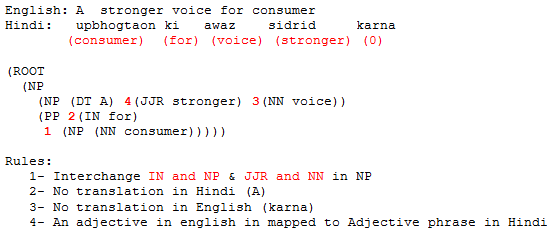 English: A stronger voice for consumer
Hindi: upbhogtaon ki awaz sidrid karna
(consumer) (for) (voice) (stronger) (0)
(ROOT
(NP
(NP (DT A) 4(JJR stronger) 3(NN voice))
(PP 2(IN for)
1 (NP (NN consumer)))))
Rules:
1- Interchange IN and NP & JJR and NN in NP
2- No translation in Hindi (A)
3- No translation in English (karna)
4- An adjective in english in mapped to Adjective phrase in Hindi